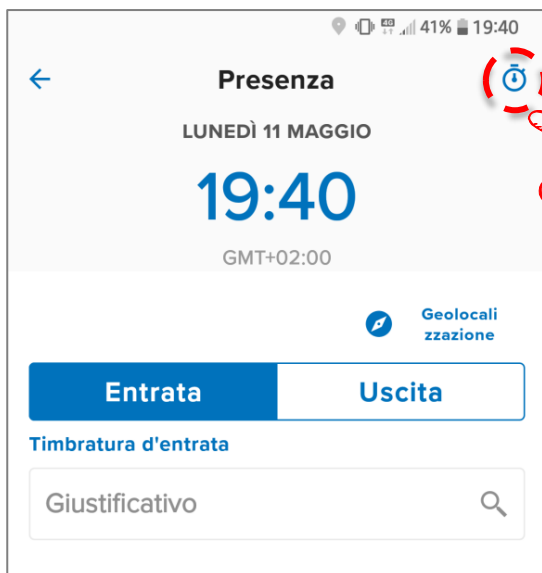 4G 41% 19:40
Presenza
LUNEDÌ 11 MAGGIO
19:40
GMT+02:00
Geolocali
zzazione
Entrata Uscita
Timbratura d'entrata
Giustificativo